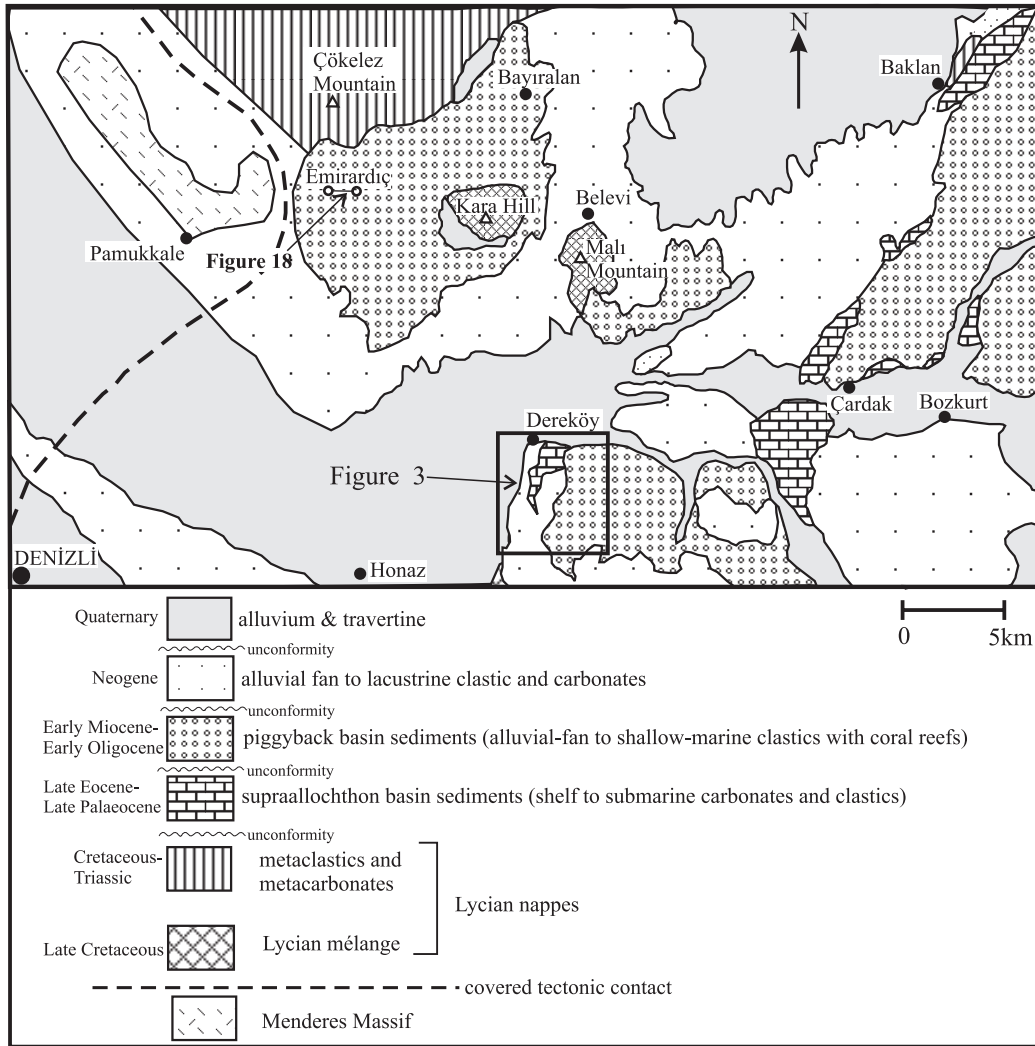 N
Çökelez
Mountain
Bayıralan
Baklan
Emirardıç
Kara Hill
Belevi
Malı
Mountain
Pamukkale
Figure 18
Çardak
Bozkurt
Dereköy
Figure 3
DENİZLİ
Honaz
0 5km
Quaternary alluvium & travertine
unconformity
Neogene alluvial fan to lacustrine clastic and carbonates
unconformity
Early Miocene-
Early Oligocene piggyback basin sediments (alluvial-fan to shallow-marine clastics with coral reefs)
unconformity
Late Eocene-
Late Palaeocene supraallochthon basin sediments (shelf to submarine carbonates and clastics)
unconformity
Cretaceous-
Triassic
metaclastics and
metacarbonates
Lycian nappes
Late Cretaceous Lycian mélange
covered tectonic contact
Menderes Massif